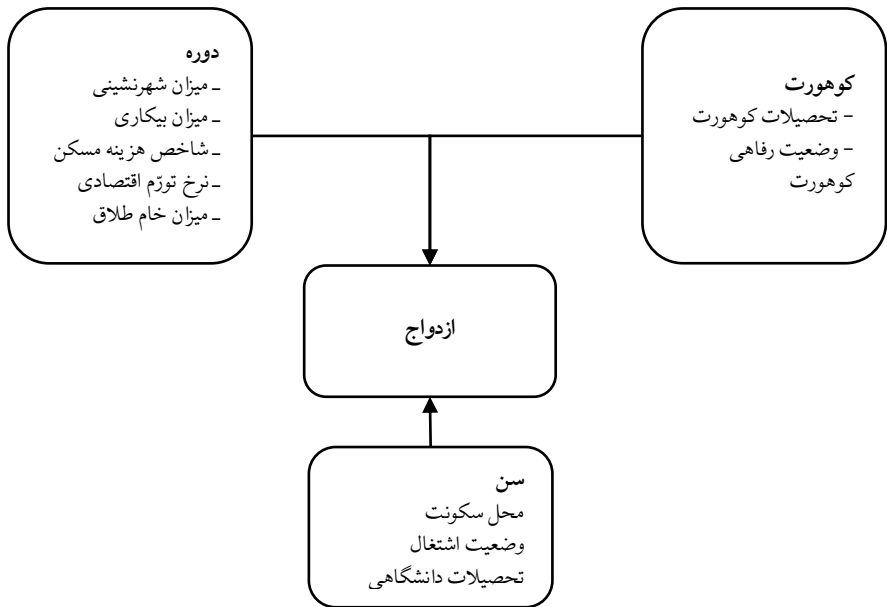 کوهورت
- تحصیلات کوهورت
- وضعیت رفاهی
کوهورت
دوره
ـ میزان شهرنشینی
ـ میزان بیکاری
ـ شاخص هزینه مسکن
ـ نرخ تورّم اقتصادی
ـ میزان خام طلاق
ازدواج
سن
محل سکونت
وضعیت اشتغال
تحصیلات دانشگاهی